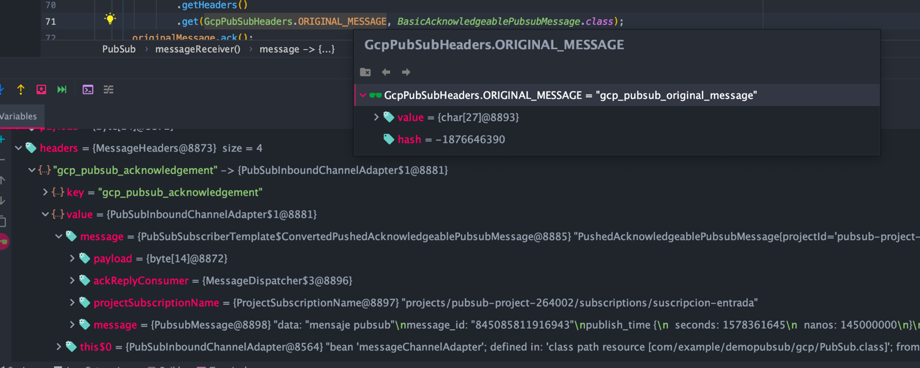 70
.getHeaders()
71
.get(GcpPubSubHeaders.ORIGINAL_MESSAGE, BasicAcknowledgeablePubsubMessage.class);
72
originalMessage.ack();
PubSub > messageReceiver() > message -> {...}
GcpPubSubHeaders.ORIGINAL_MESSAGE
GcpPubSubHeaders.ORIGINAL_MESSAGE = "gcp_pubsub_original_message"
value = {char[27]@8893}
hash = -1876646390
Variables
headers = {MessageHeaders@8873} size = 4
"gcp_pubsub_acknowledgement" -> {PubSubInboundChannelAdapter$1@8881}
key = "gcp_pubsub_acknowledgement"
value = {PubSubInboundChannelAdapter$1@8881}
message = {PubSubSubscriberTemplate$ConvertedPushedAcknowledgeablePubsubMessage@8885} "PushedAcknowledgeablePubsubMessage{projectId='pubsub-project-
payload = {byte[14]@8872}
ackReplyConsumer = {MessageDispatcher$3@8896}
projectSubscriptionName = {ProjectSubscriptionName@8897} "projects/pubsub-project-264002/subscriptions/suscripcion-entrada"
message = {PubsubMessage@8898} "data: "mensaje pubsub"\nmessage_id: "845085811916943"\npublish_time {\n seconds: 1578361645\n nanos: 145000000\n}\n
this$0 = {PubSubInboundChannelAdapter@8564} "bean 'messageChannelAdapter'; defined in: 'class path resource [com/example/demopubsub/gcp/PubSub.class]'; from